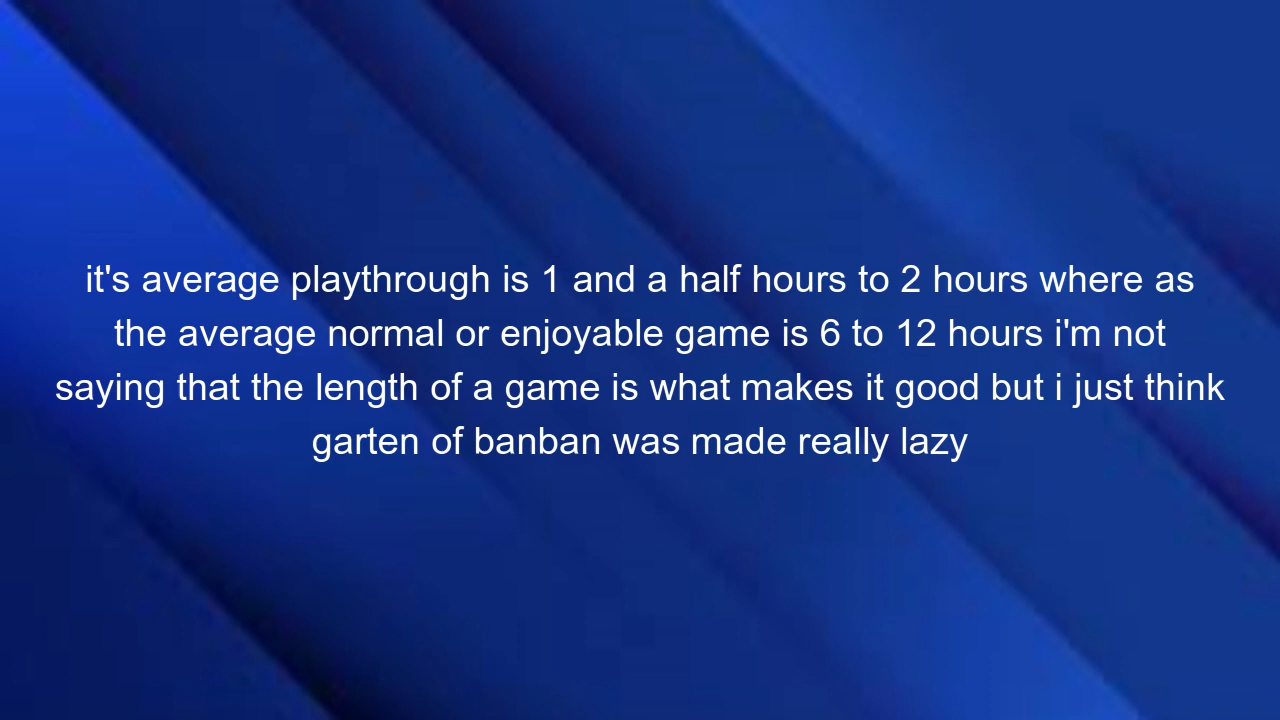 it's average playthrough is 1 and a half hours to 2 hours where as
the average normal or enjoyable game is 6 to 12 hours i'm not
saying that the length of a game is what makes it good but i just think
garten of banban was made really lazy